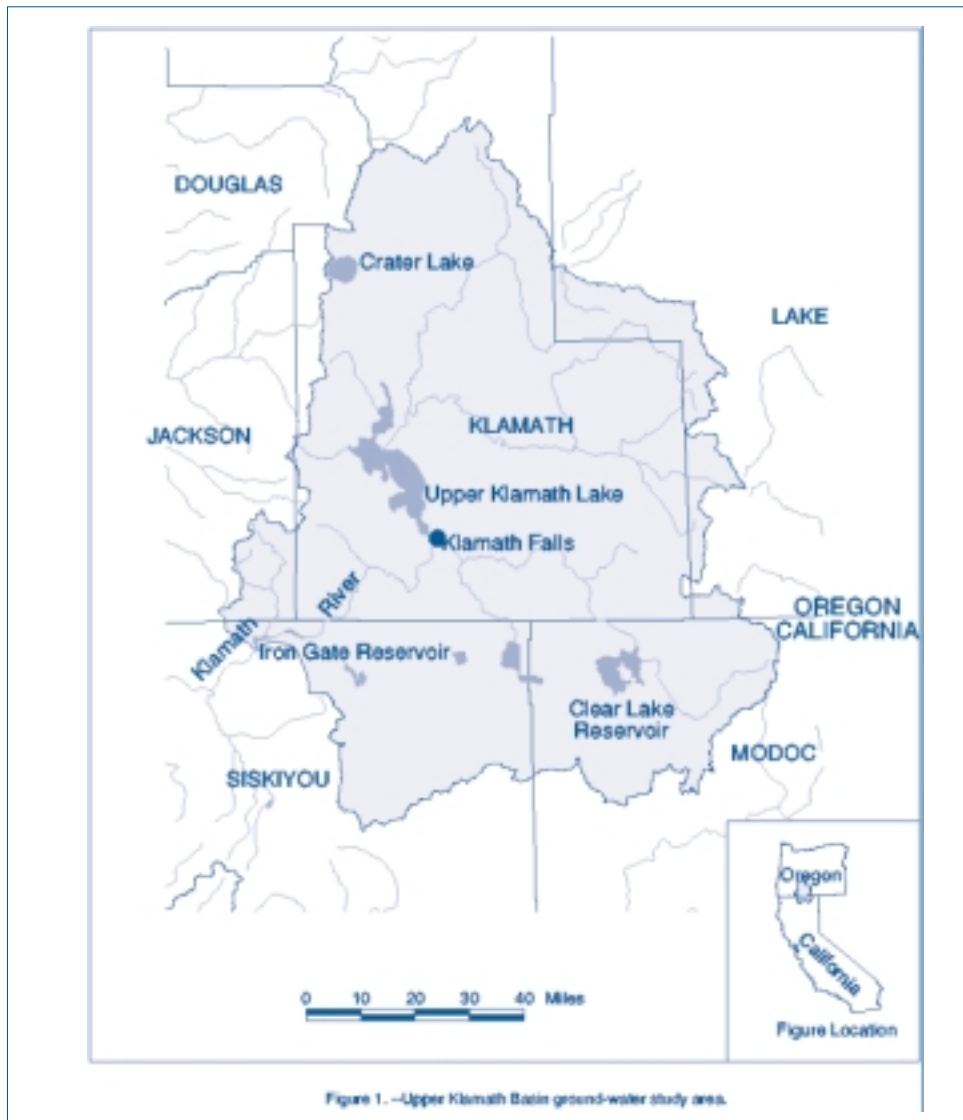 DOUGLAS
Crater Lake
LAKE
JACKSON
KLAMATH
Upper Klamath Lake
Klamath Falls
River
Klamath
OREGON
CALIFORNIA
Iron Gate Reservoir
Clear Lake
Reservoir
MODOC
SISKIYOU
Oregon
California
0 10 20 30 40 Miles
Figure Location
Figure 1. --Upper Klamath Basin ground-water study area.